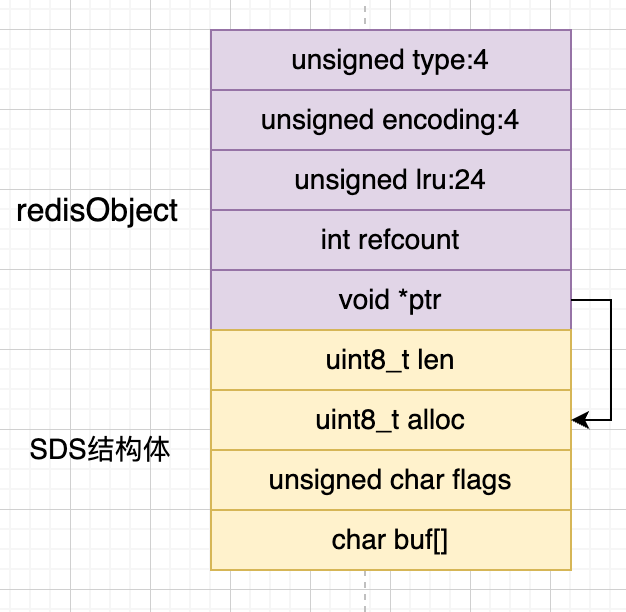 unsigned type:4
unsigned encoding:4
unsigned lru:24
redisObject
int refcount
void *ptr
uint8_t len
uint8_t alloc
SDS结构体
unsigned char flags
char buf[]